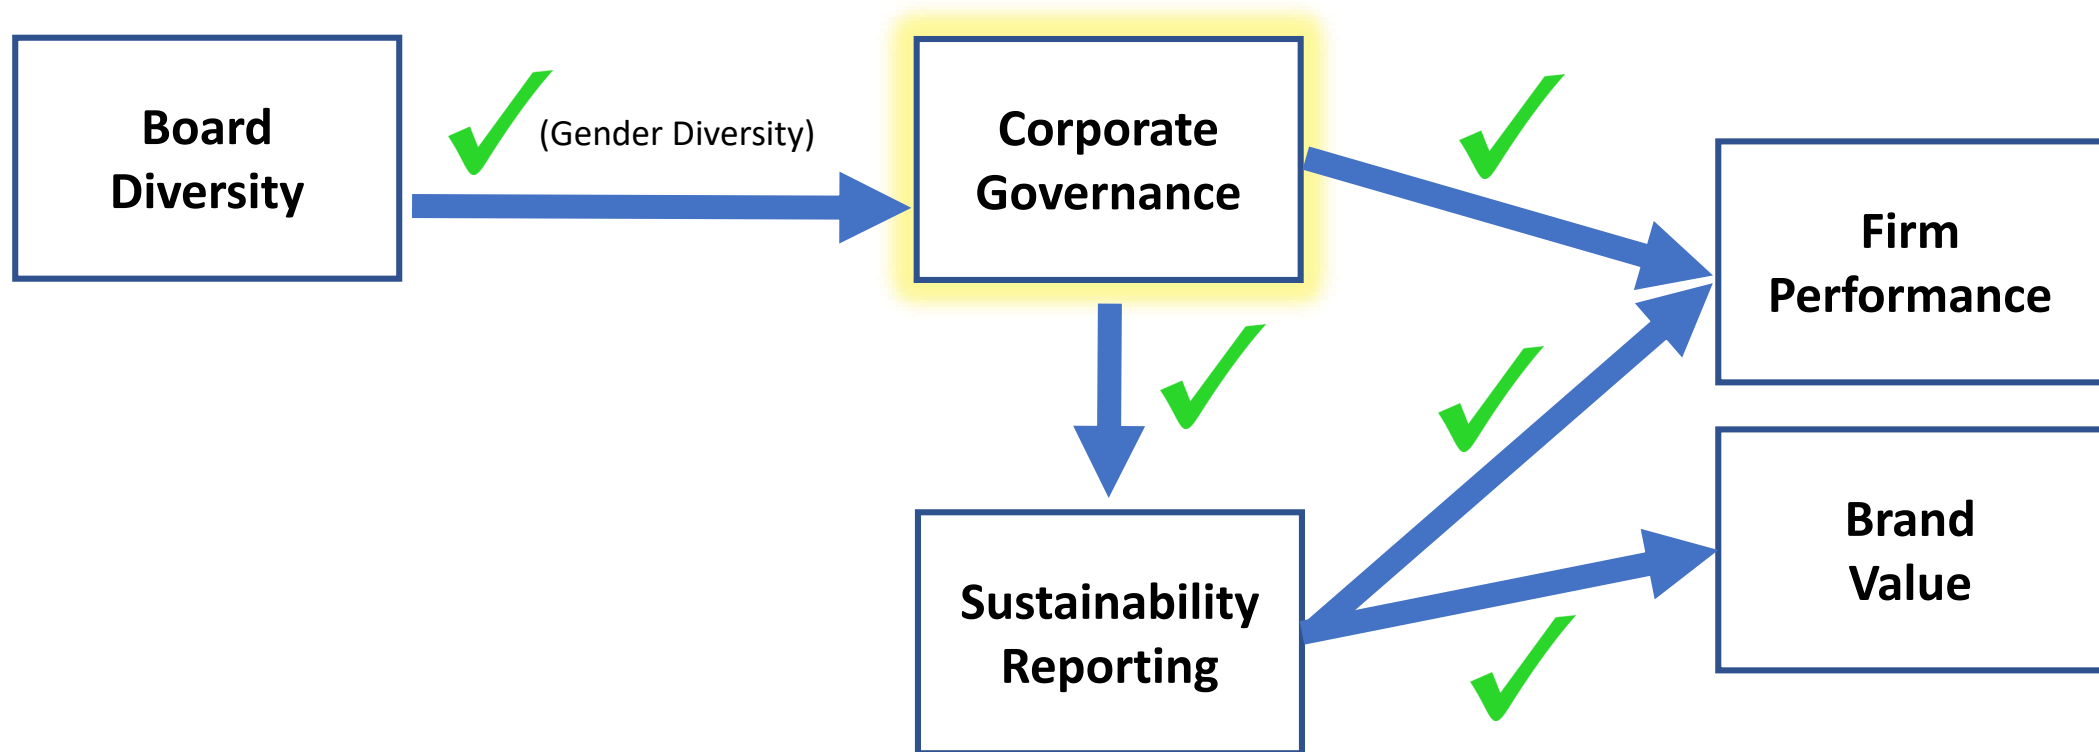 Board
Diversity
(Gender Diversity)
Corporate
Governance
Firm
Performance
Sustainability
Reporting
Brand
Value